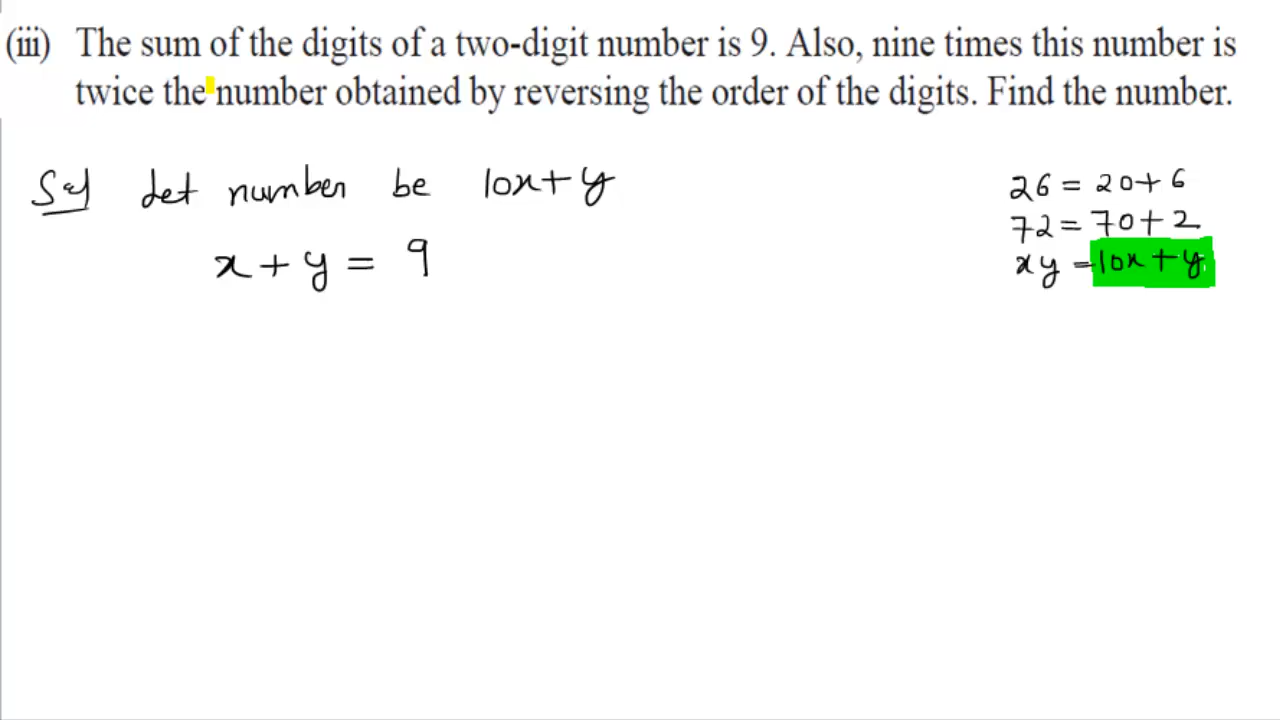 (iii) The sum of the digits of a two-digit number is 9. Also, nine times this number is
twice the number obtained by reversing the order of the digits. Find the number.
Sol Let number be 10x+y
x+y=9
26=20+6
72=70+2
xy=10x+y